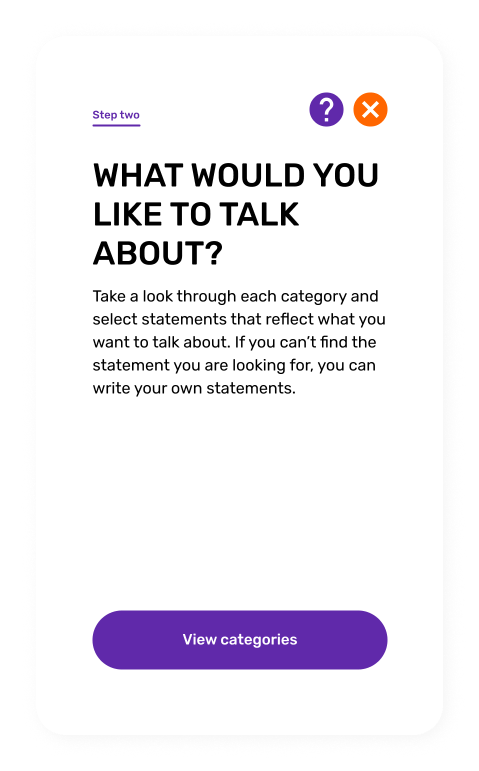 Step two
?
WHAT WOULD YOU
LIKE TO TALK
ABOUT?
Take a look through each category and
select statements that reflect what you
want to talk about. If you can’t find the
statement you are looking for, you can
write your own statements.
View categories